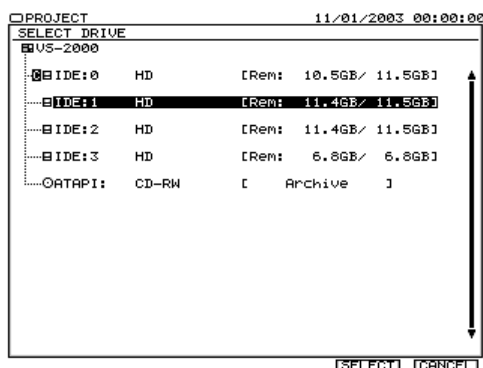 PROJECT 11/01/2003 00:00:00
SELECT DRIVE
VS-2000
C IDE:0 HD [Rem: 10.5GB/ 11.5GB]
IDE:1 HD [Rem: 11.4GB/ 11.5GB]
IDE:2 HD [Rem: 11.4GB/ 11.5GB]
IDE:3 HD [Rem: 6.8GB/ 6.8GB]
ATAPI: CD-RW [ Archive ]
[SELECT] [CANCEL]